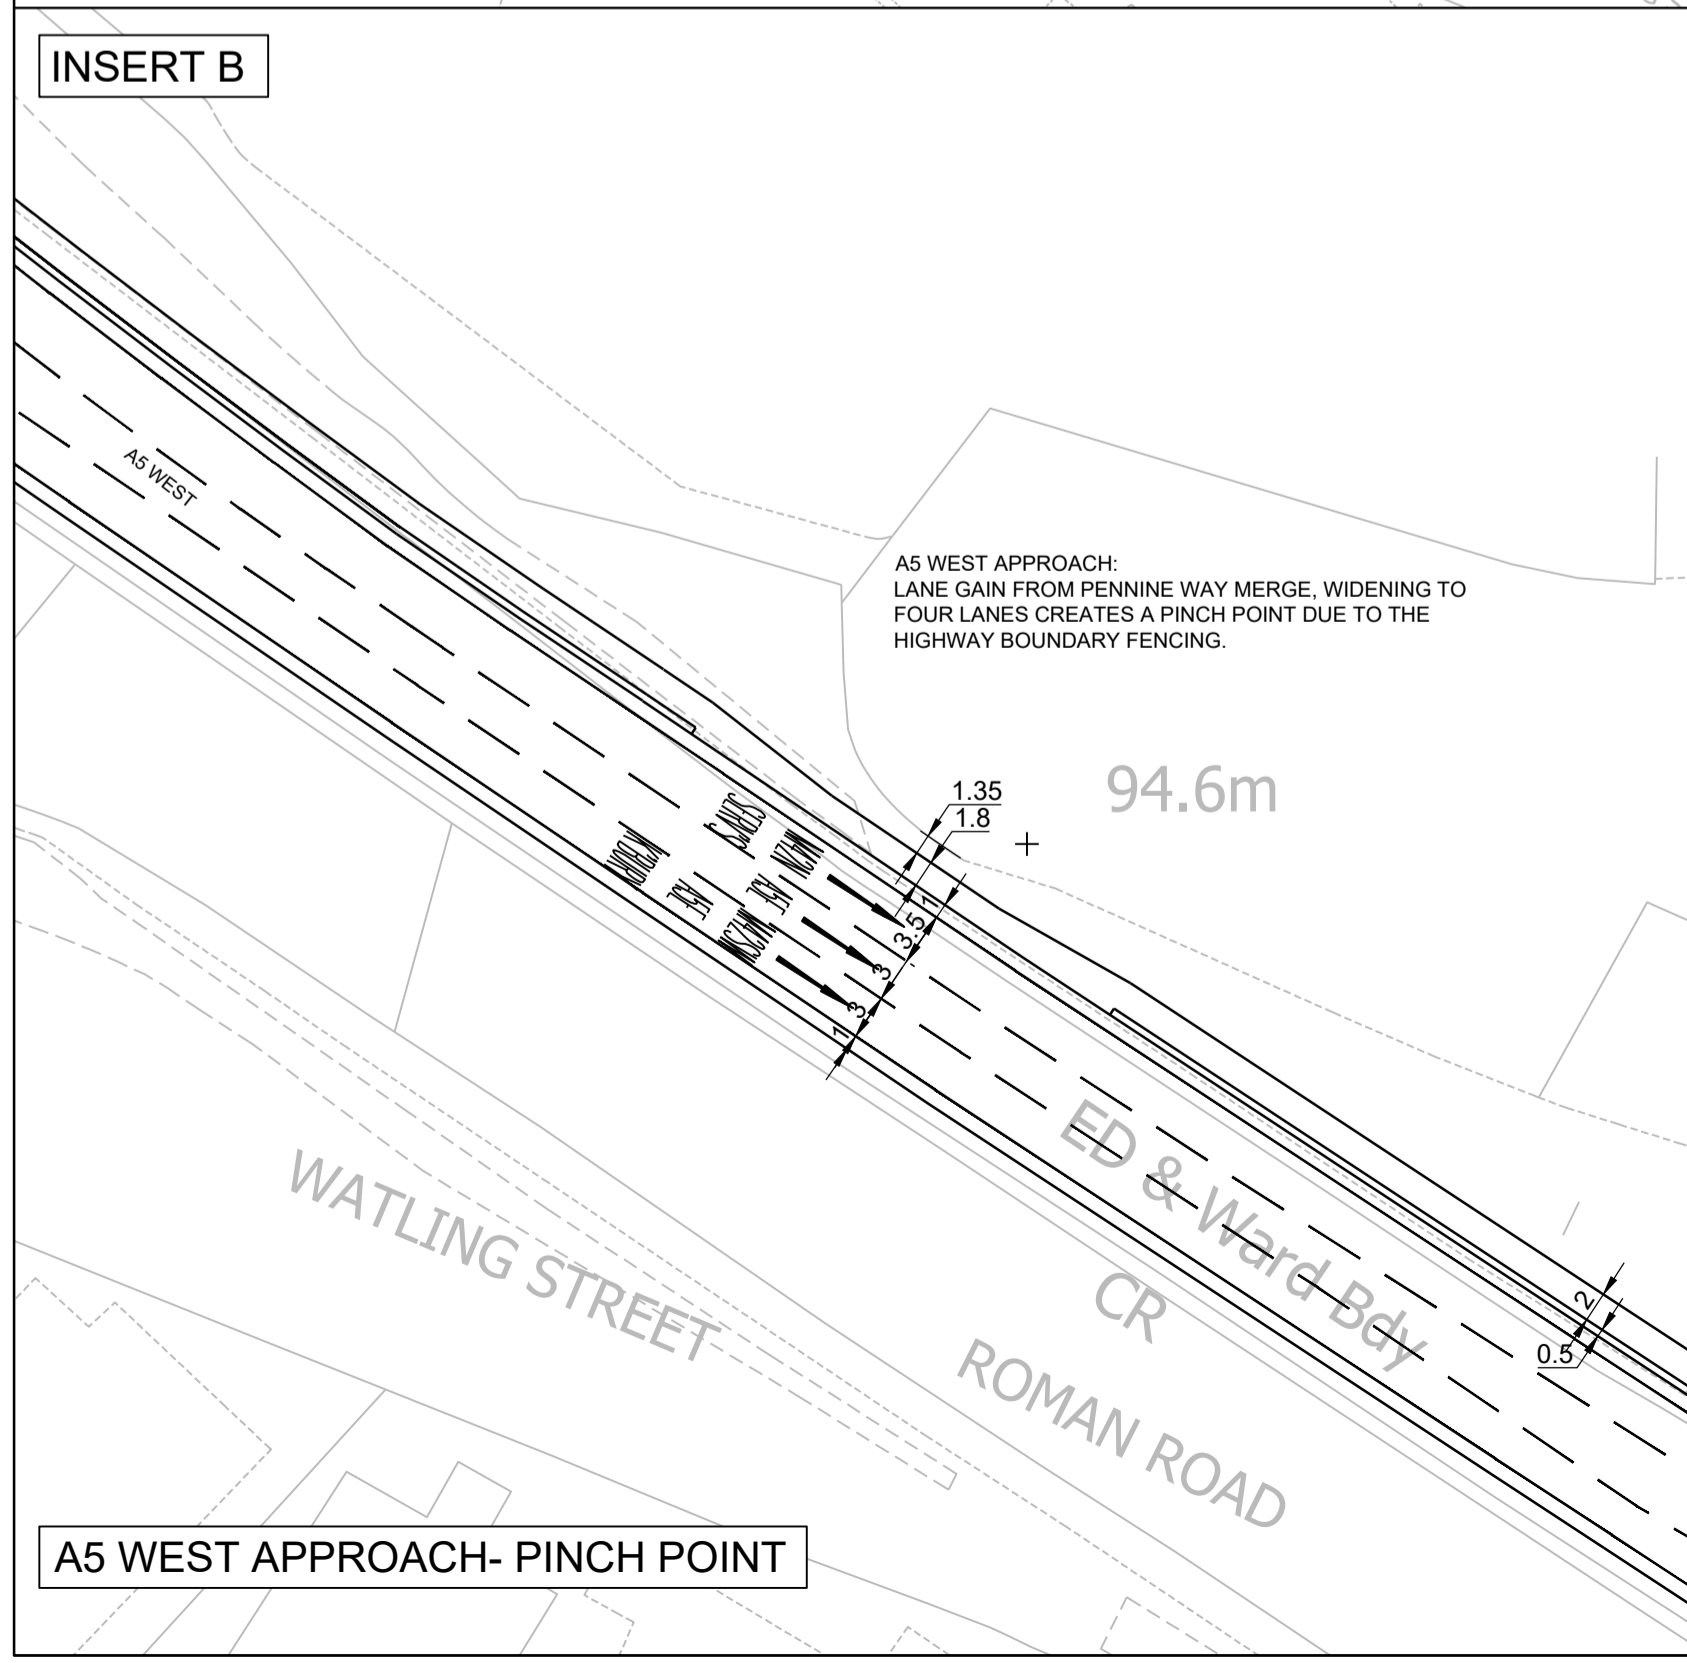 INSERT B
A5 WEST
A5 WEST APPROACH:
LANE GAIN FROM PENNINE WAY MERGE, WIDENING TO
FOUR LANES CREATES A PINCH POINT DUE TO THE
HIGHWAY BOUNDARY FENCING.
94.6m
1.35
1.8
1
3.5
3
3
1
ED & Ward Bdy
CR
WATLING STREET
ROMAN ROAD
2
0.5
A5 WEST APPROACH- PINCH POINT